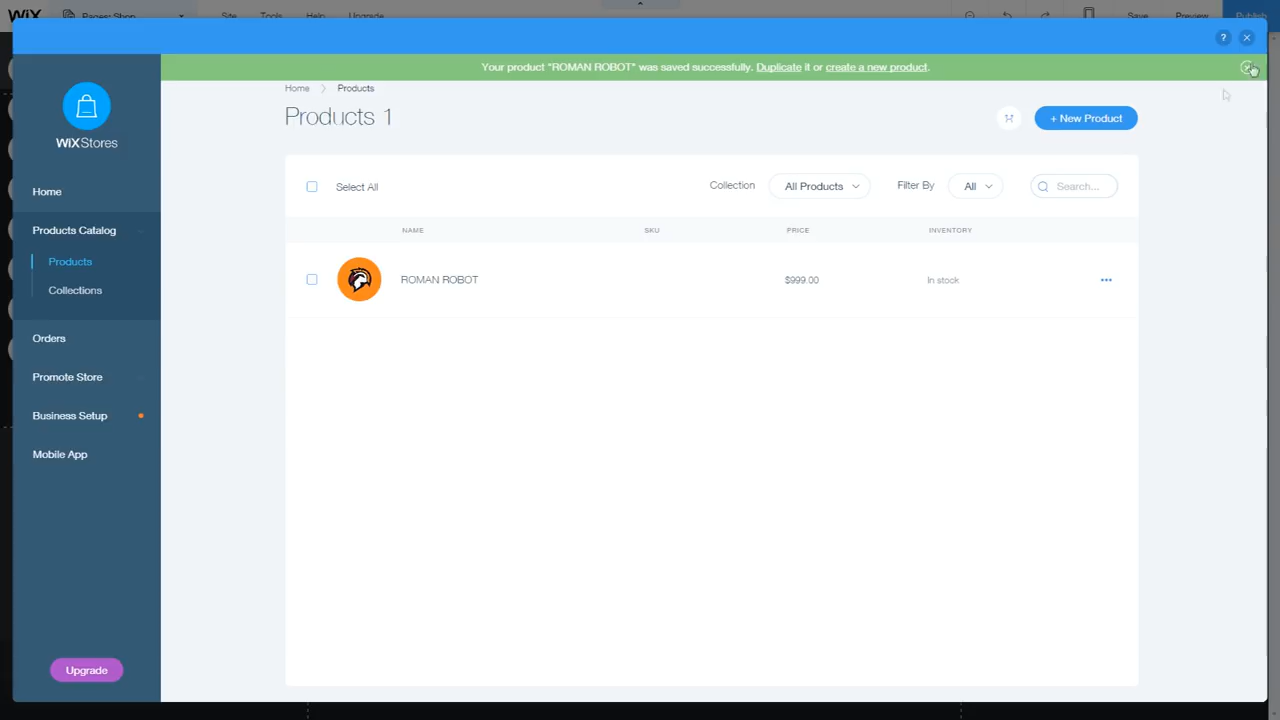 WiX Pages: Shop Site Tools Help Upgrade Save Preview Publish
?
Your product "ROMAN ROBOT" was saved successfully. Duplicate it or create a new product.
Home Products
Products 1
+ New Product
WiXStores
Home
Products Catalog
Products
Collections
Orders
Promote Store
Business Setup
Mobile App
Upgrade
Select All
Collection All Products Filter By All Search...
NAME SKU PRICE INVENTORY
ROMAN ROBOT $999.00 In stock